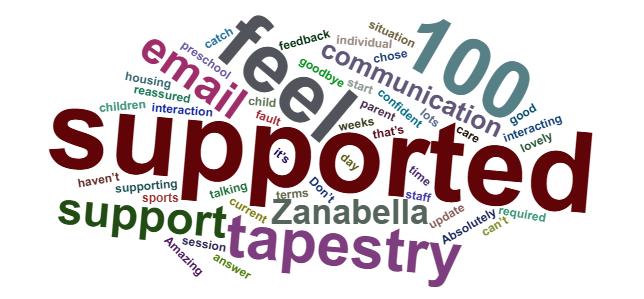 situation
catch
feedback
individual
100
preschool
feel
chose
email
communication
goodbye
housing
start
reassured
confident
child
parent
lots
good
children
interaction
fault
weeks
that's
care
interacting
lovely
supported
it's
day
haven't
time
supporting
talking
Don't
staff
sports
terms
current
Zanabella
update
required
support
Absolutely
can't
tapestry
session
Amazing
answer